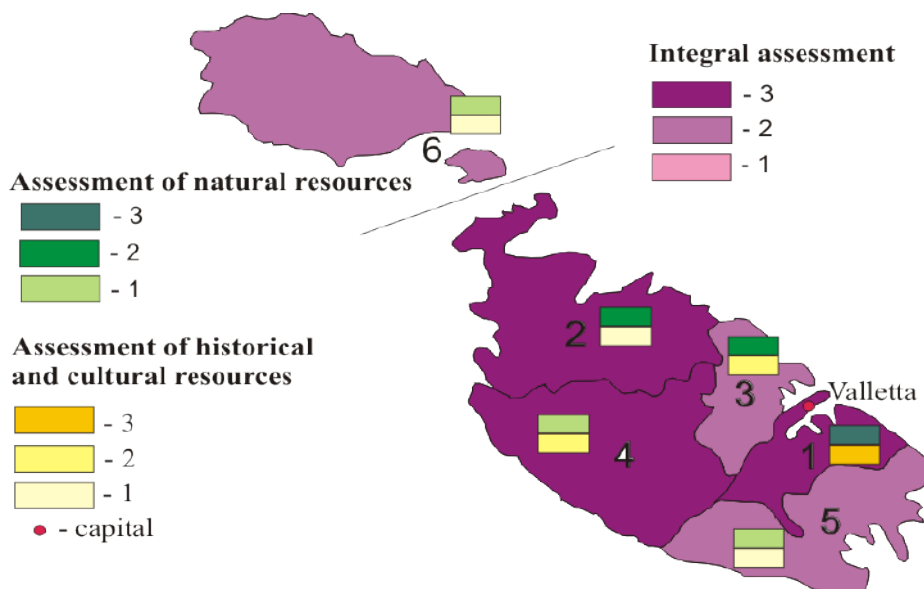 Integral assessment
- 3
- 2
- 1
6
Assessment of natural resources
- 3
- 2
- 1
Assessment of historical
and cultural resources
- 3
- 2
- 1
- capital
2
3
Valletta
4
1
5